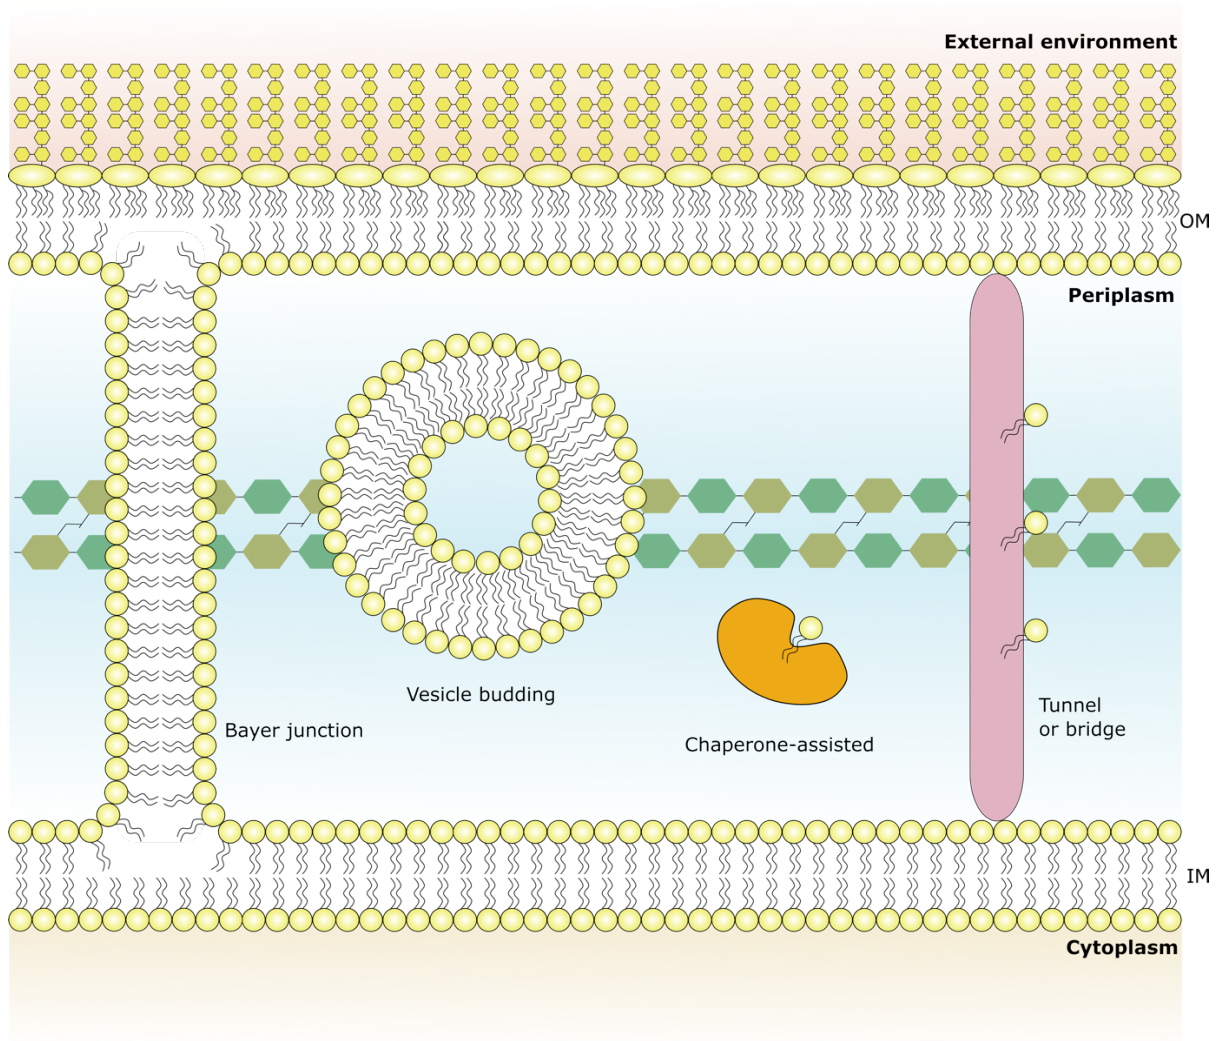 External environment
OM
Periplasm
Vesicle budding
Bayer junction
Chaperone-assisted
Tunnel
or bridge
IM
Cytoplasm